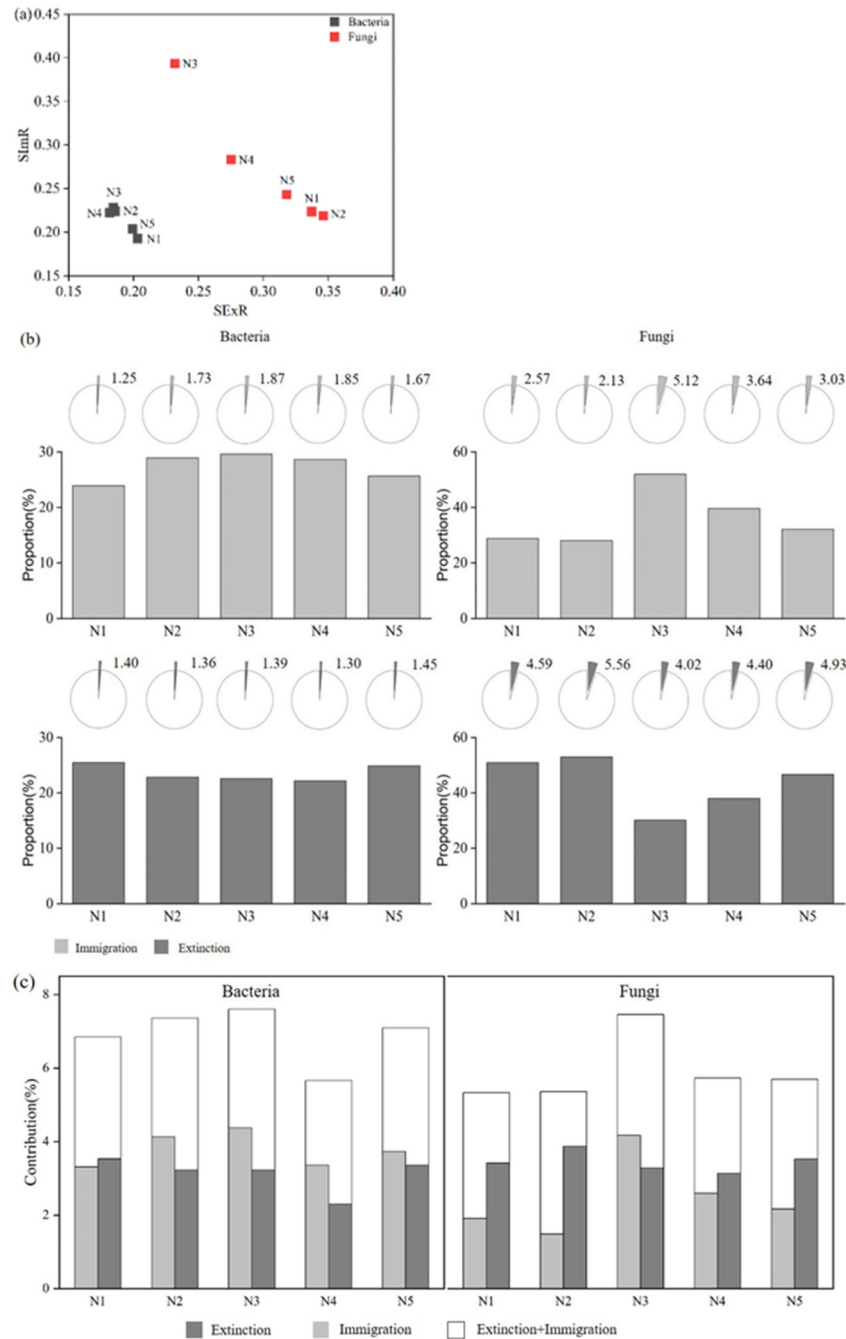 (a)
0.45
0.40
0.35
0.30
0.25
0.20
0.15
SImR
Bacteria
Fungi
N3
N4
N5
N1
N2
N3
N4 N2
N5
N1
0.15 0.20 0.25 0.30 0.35 0.40
SExR
(b)
Bacteria Fungi
1.25 1.73 1.87 1.85 1.67
2.57 2.13 5.12 3.64 3.03
Proportion(%)
30
20
10
0
N1 N2 N3 N4 N5
Proportion(%)
60
40
20
0
N1 N2 N3 N4 N5
1.40 1.36 1.39 1.30 1.45
4.59 5.56 4.02 4.40 4.93
Proportion(%)
30
20
10
0
N1 N2 N3 N4 N5
Proportion(%)
60
40
20
0
N1 N2 N3 N4 N5
Immigration Extinction
(c)
Bacteria Fungi
Contribution(%)
8
6
4
2
0
N1 N2 N3 N4 N5 N1 N2 N3 N4 N5
Extinction Immigration Extinction+Immigration